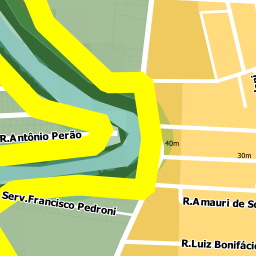 R.Antônio Perão
40m
30m
Serv.Francisco Pedroni
R.Amauri de So
R.Luiz Bonifáci